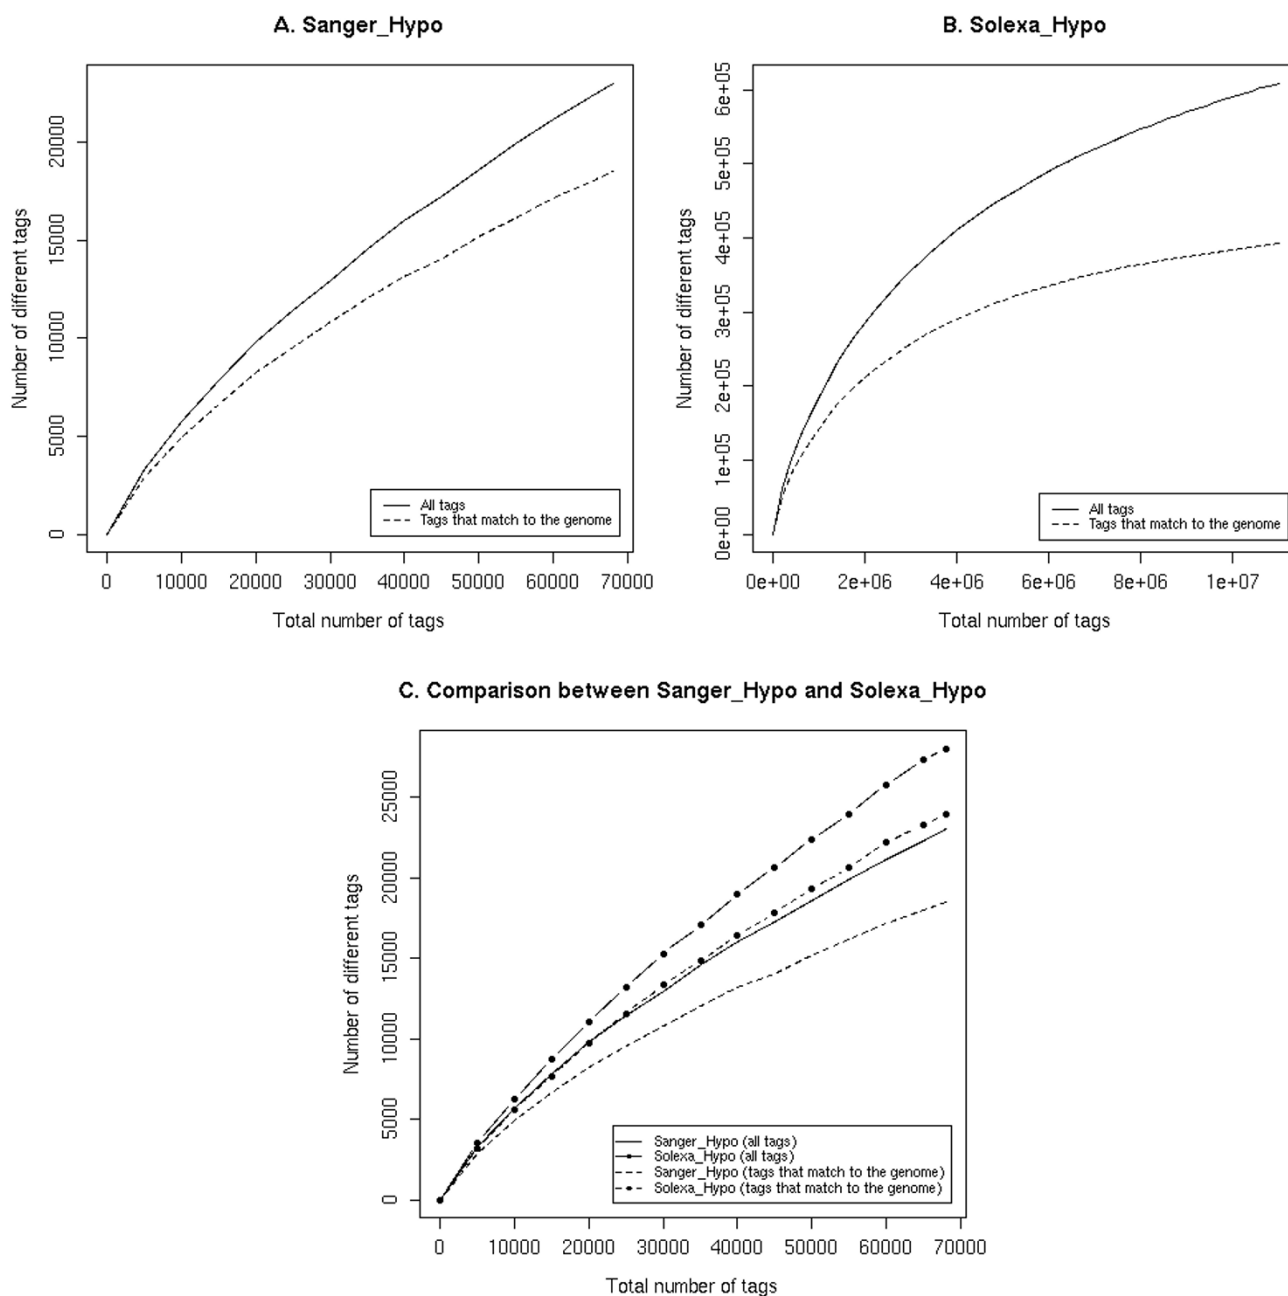 A. Sanger_Hypo
Number of different tags
20000
15000
10000
5000
0
All tags
Tags that match to the genome
0 10000 20000 30000 40000 50000 60000 70000
Total number of tags
B. Solexa_Hypo
Number of different tags
6e+05
5e+05
4e+05
3e+05
2e+05
1e+05
0e+00
All tags
Tags that match to the genome
0e+00 2e+06 4e+06 6e+06 8e+06 1e+07
Total number of tags
C. Comparison between Sanger_Hypo and Solexa_Hypo
Number of different tags
25000
20000
15000
10000
5000
0
Sanger_Hypo (all tags)
Solexa_Hypo (all tags)
Sanger_Hypo (tags that match to the genome)
Solexa_Hypo (tags that match to the genome)
0 10000 20000 30000 40000 50000 60000 70000
Total number of tags